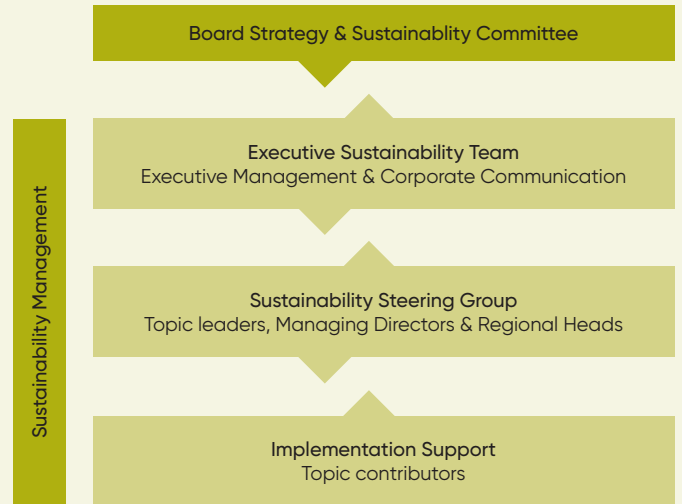 Board Strategy & Sustainablity Committee
Sustainability Management
Executive Sustainability Team
Executive Management & Corporate Communication
Sustainability Steering Group
Topic leaders, Managing Directors & Regional Heads
Implementation Support
Topic contributors